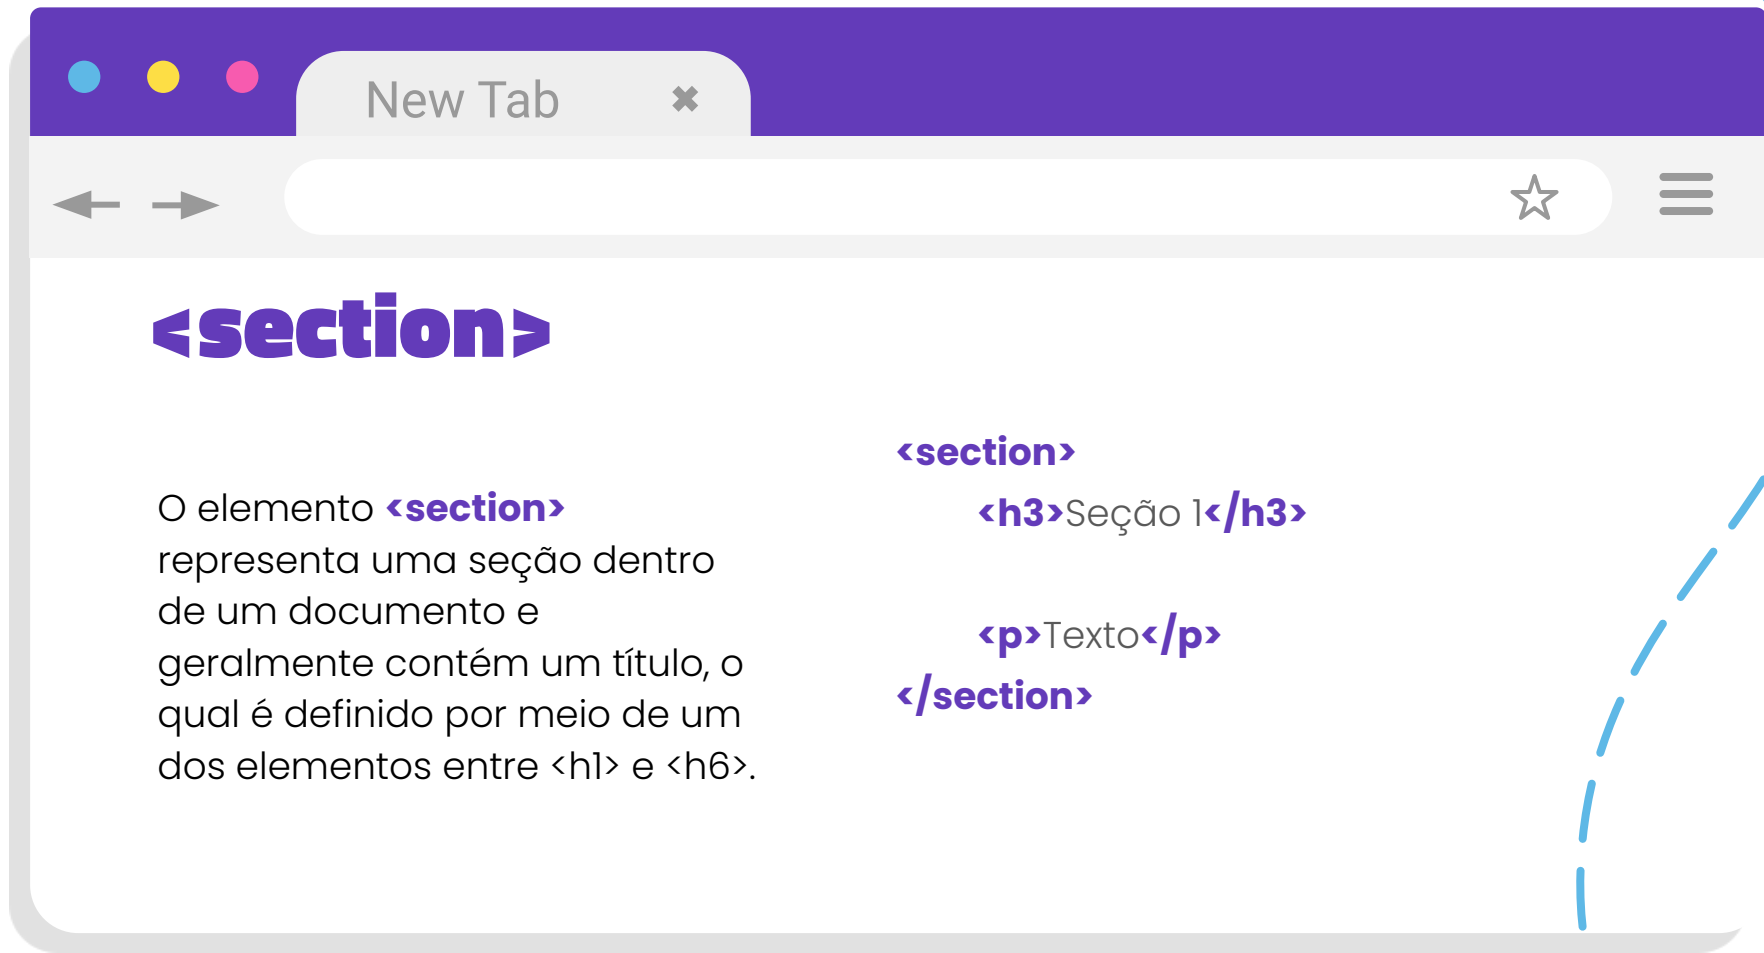 New Tab
<section>
O elemento <section>
representa uma seção dentro
de um documento e
geralmente contém um título, o
qual é definido por meio de um
dos elementos entre <h1> e <h6>.
<section>
<h3>Seção 1</h3>
<p>Texto</p>
</section>